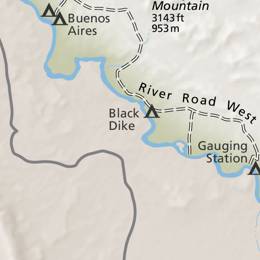 Mountain
3143 ft
953 m
Buenos
Aires
River Road West
Black
Dike
Gauging
Station